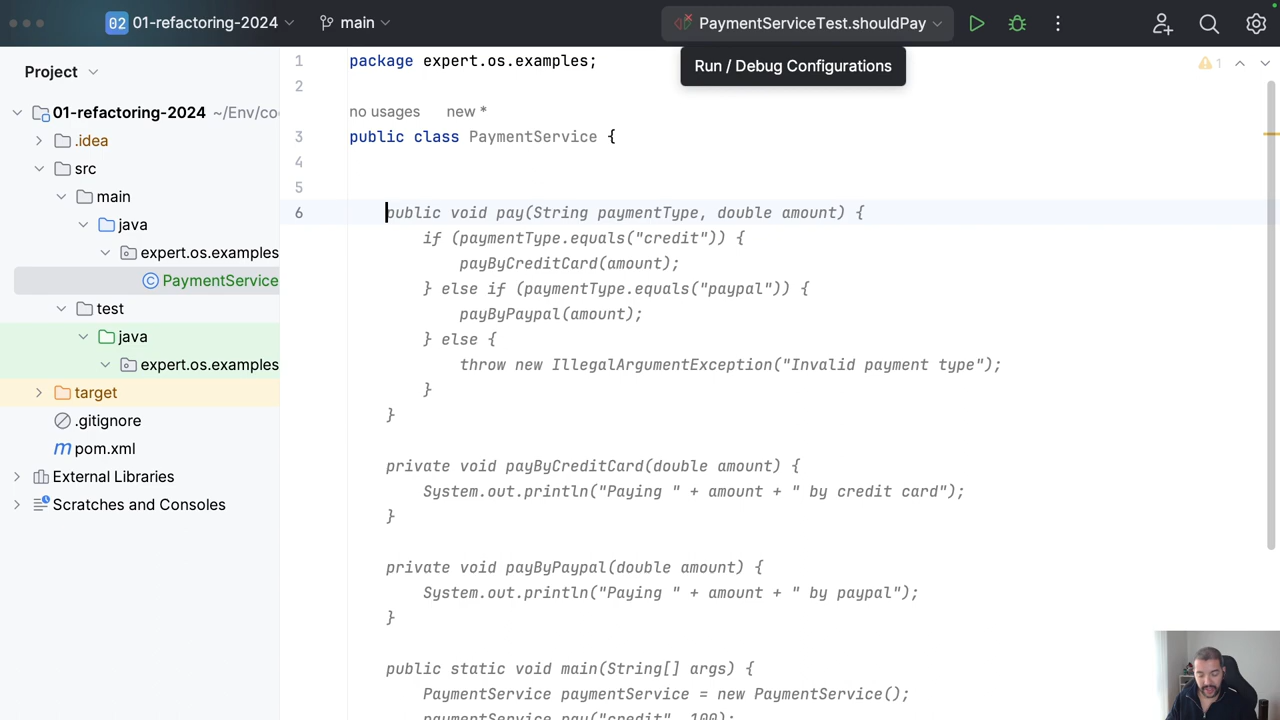 02 01-refactoring-2024 main PaymentServiceTest.shouldPay
Project
Run / Debug Configurations
01-refactoring-2024 ~/Env/co
.idea
src
main
java
expert.os.examples
PaymentService
test
java
expert.os.examples
target
.gitignore
pom.xml
External Libraries
Scratches and Consoles
1 package expert.os.examples;
1
2
no usages new *
3 public class PaymentService {
4
5
6 public void pay(String paymentType, double amount) {
if (paymentType.equals("credit")) {
payByCreditCard(amount);
} else if (paymentType.equals("paypal")) {
payByPaypal(amount);
} else {
throw new IllegalArgumentException("Invalid payment type");
}
}
private void payByCreditCard(double amount) {
System.out.println("Paying " + amount + " by credit card");
}
private void payByPaypal(double amount) {
System.out.println("Paying " + amount + " by paypal");
}
public static void main(String[] args) {
PaymentService paymentService = new PaymentService();
paymentService.pay("credit", 100);